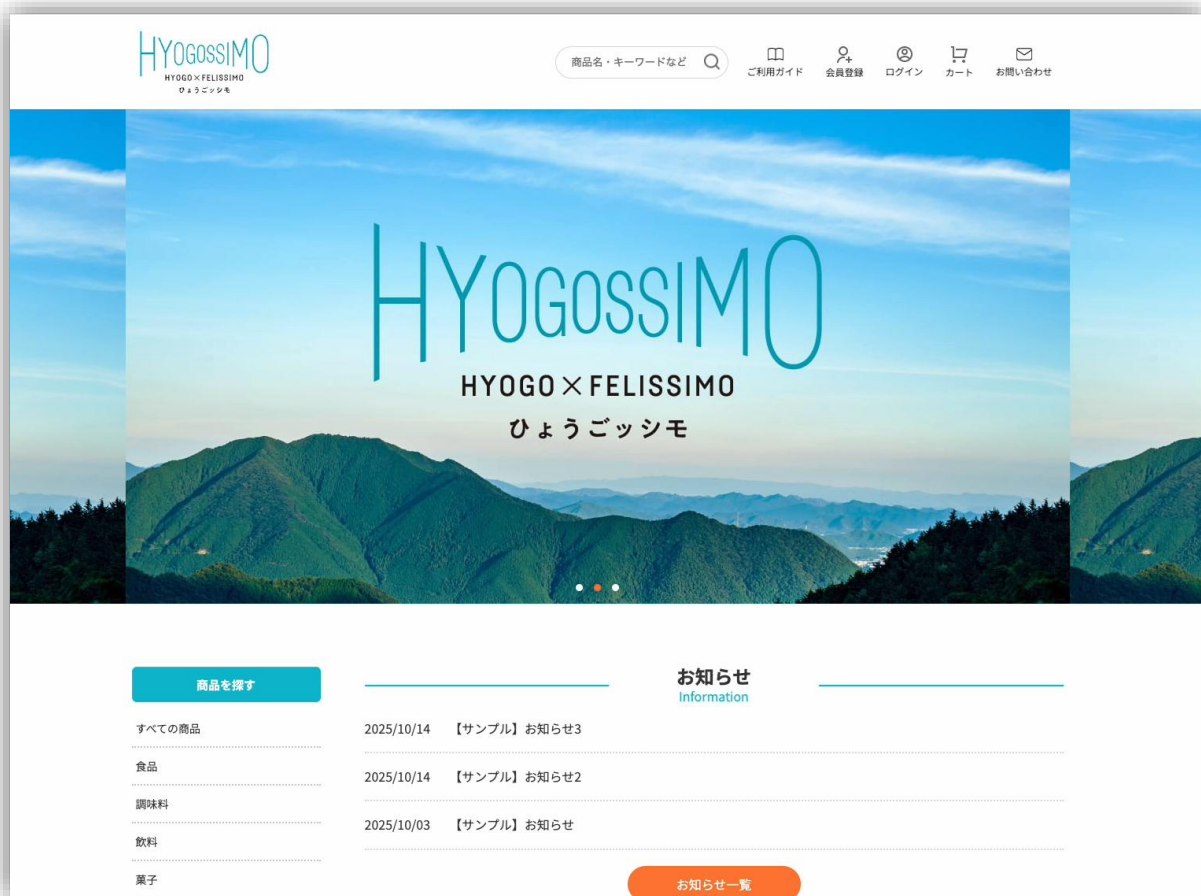 HYOGOSSIMO
HYOGO×FELISSIMO
ひょうごッシモ
商品名・キーワードなど
ご利用ガイド
会員登録
ログイン
カート
お問い合わせ
HYOGOSSIMO
HYOGO×FELISSIMO
ひょうごッシモ
商品を探す
すべての商品
食品
調味料
飲料
菓子
お知らせ
Information
2025/10/14 【サンプル】お知らせ3
2025/10/14 【サンプル】お知らせ2
2025/10/03 【サンプル】お知らせ
お知らせ一覧